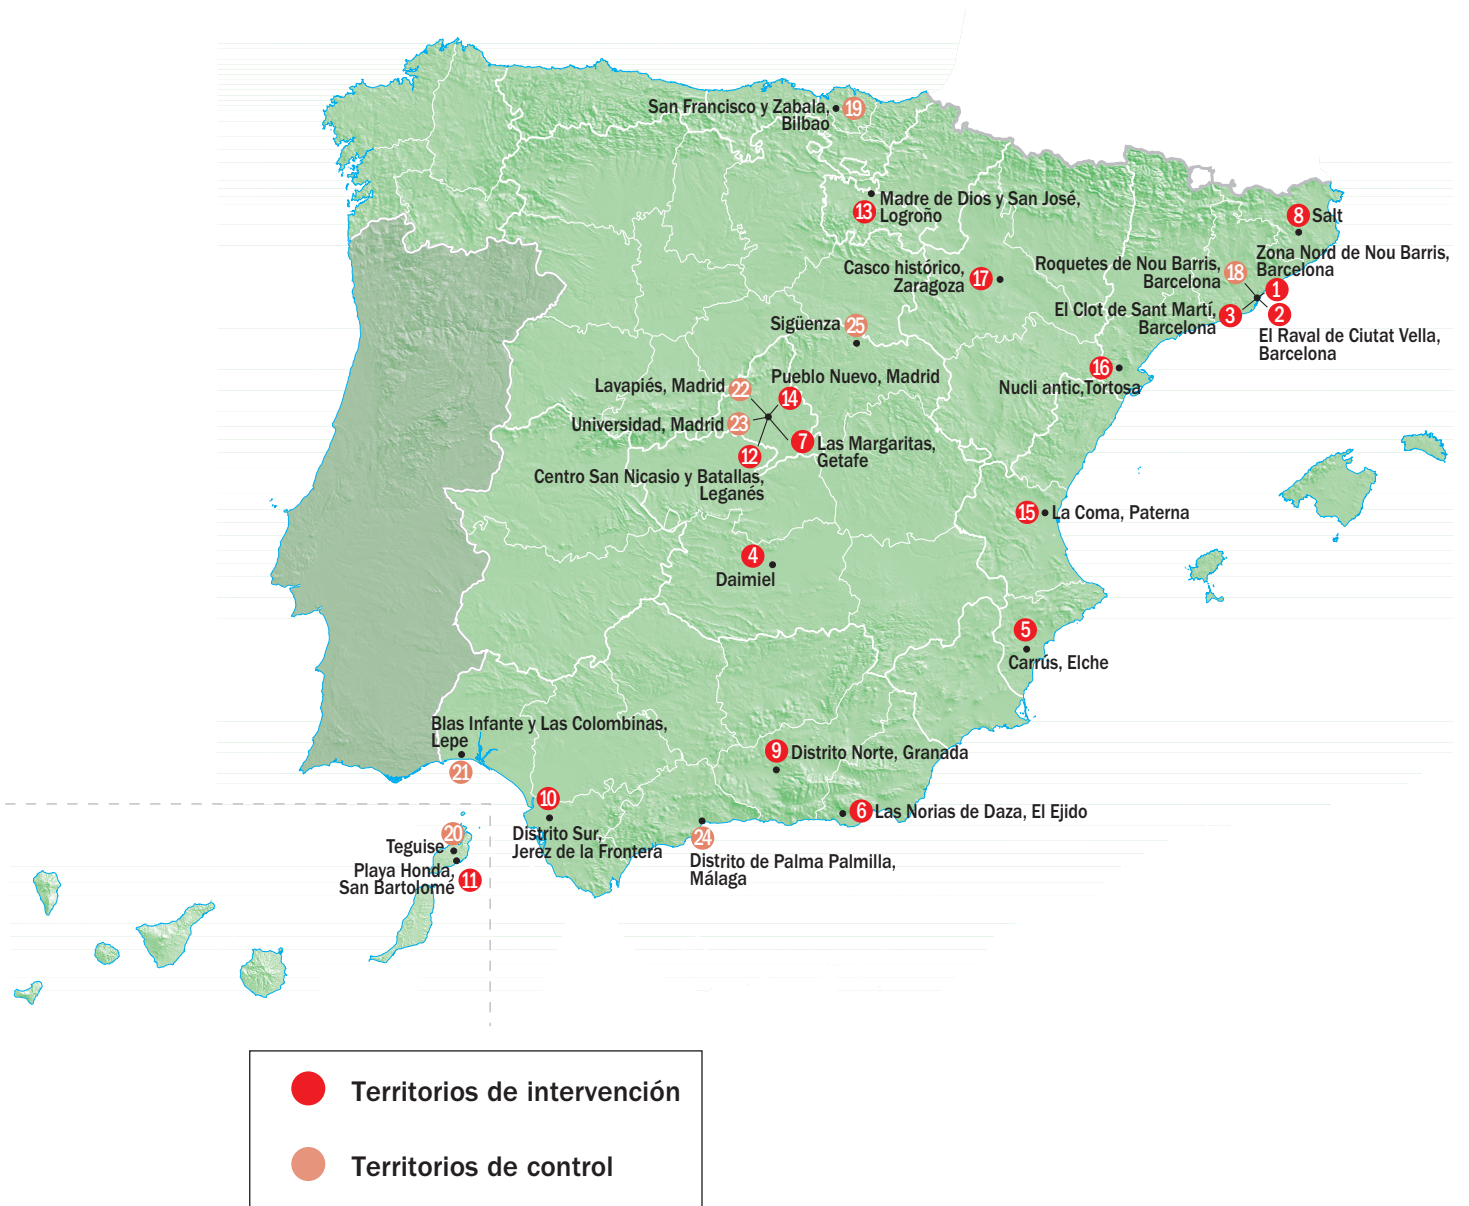 San Francisco y Zabala,
Bilbao
19
Madre de Dios y San José,
Logroño
13
8
Salt
Zona Nord de Nou Barris,
Barcelona
1
Roquetes de Nou Barris,
Barcelona
18
Casco histórico,
Zaragoza
17
El Clot de Sant Martí,
Barcelona
3
2
El Raval de Ciutat Vella,
Barcelona
Sigüenza
25
16
Nucli antic,Tortosa
Pueblo Nuevo, Madrid
14
Lavapiés, Madrid
22
Universidad, Madrid
23
7
Las Margaritas,
Getafe
12
Centro San Nicasio y Batallas,
Leganés
15
La Coma, Paterna
4
Daimiel
5
Carrús, Elche
Blas Infante y Las Colombinas,
Lepe
21
9
Distrito Norte, Granada
10
Distrito Sur,
Jerez de la Frontera
6
Las Norias de Daza, El Ejido
24
Distrito de Palma Palmilla,
Málaga
20
Teguise
Playa Honda,
San Bartolomé
11
Territorios de intervención
Territorios de control